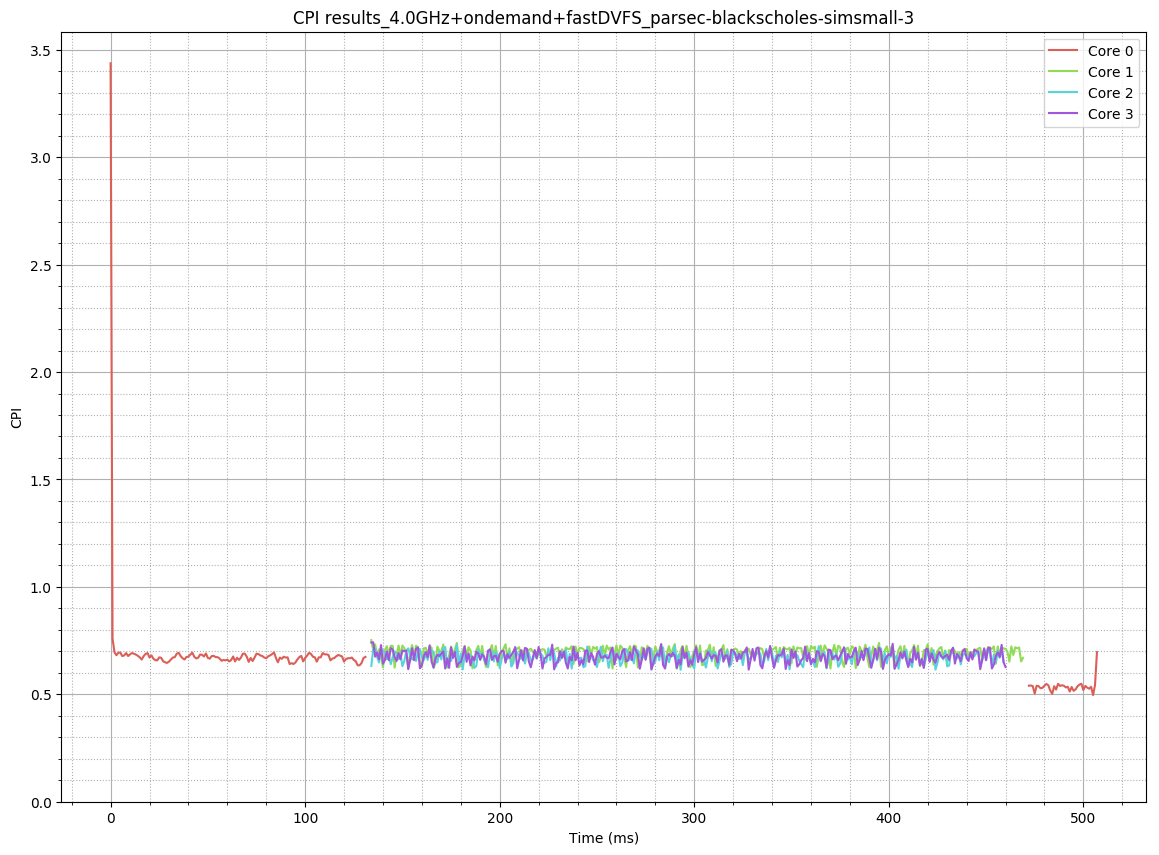 CPI results_4.0GHz+ondemand+fastDVFS_parsec-blackscholes-simsmall-3
Core 0
Core 1
Core 2
Core 3
CPI
3.5
3.0
2.5
2.0
1.5
1.0
0.5
0.0
0 100 200 300 400 500
Time (ms)